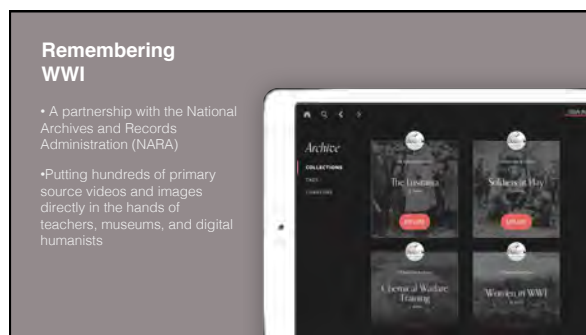 Remembering
WWI
• A partnership with the National
Archives and Records
Administration (NARA)
•Putting hundreds of primary
source videos and images
directly in the hands of
teachers, museums, and digital
humanists
Archive
COLLECTIONS
The Lusitania
Soldiers at Play
EXPLORE
EXPLORE
Chemical Warfare
Training
Women in WWI